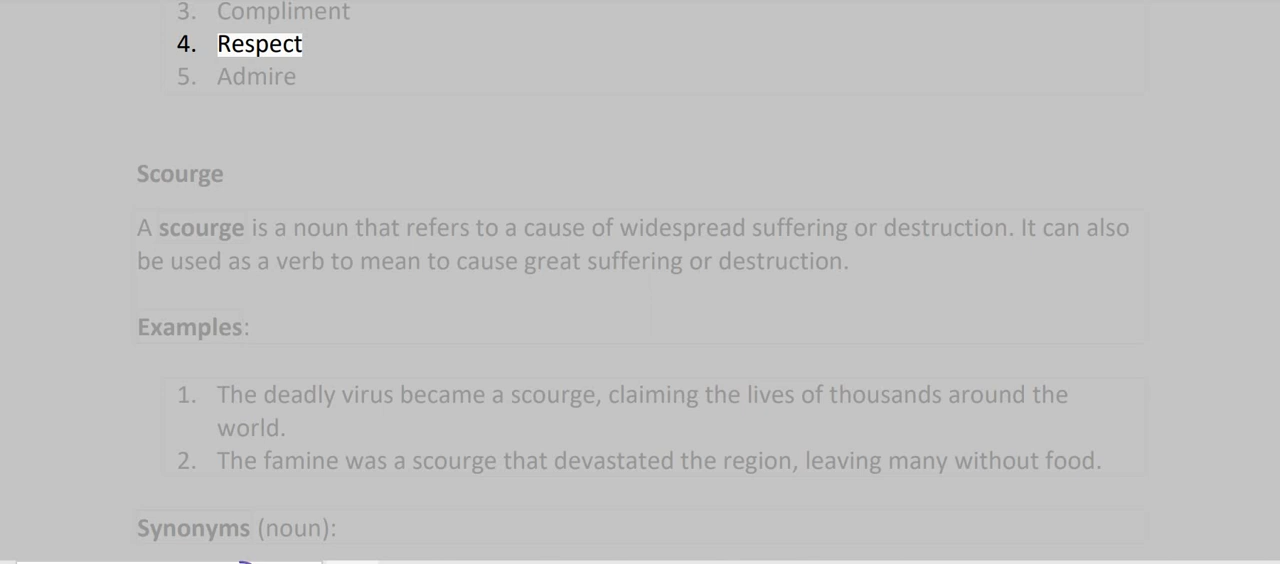 3. Compliment
4. Respect
5. Admire
Scourge
A scourge is a noun that refers to a cause of widespread suffering or destruction. It can also
be used as a verb to mean to cause great suffering or destruction.
Examples:
1. The deadly virus became a scourge, claiming the lives of thousands around the
world.
2. The famine was a scourge that devastated the region, leaving many without food.
Synonyms (noun):